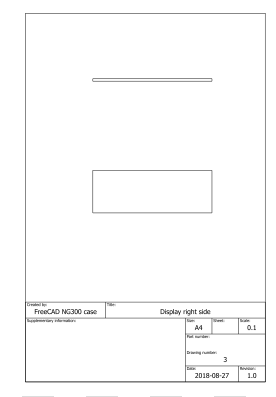 Created by: Title:
FreeCAD NG300 case Display right side
Supplementary information: Size: Sheet: Scale:
A4 0.1
Part number:
Drawing number:
3
Date: Revision:
2018-08-27 1.0